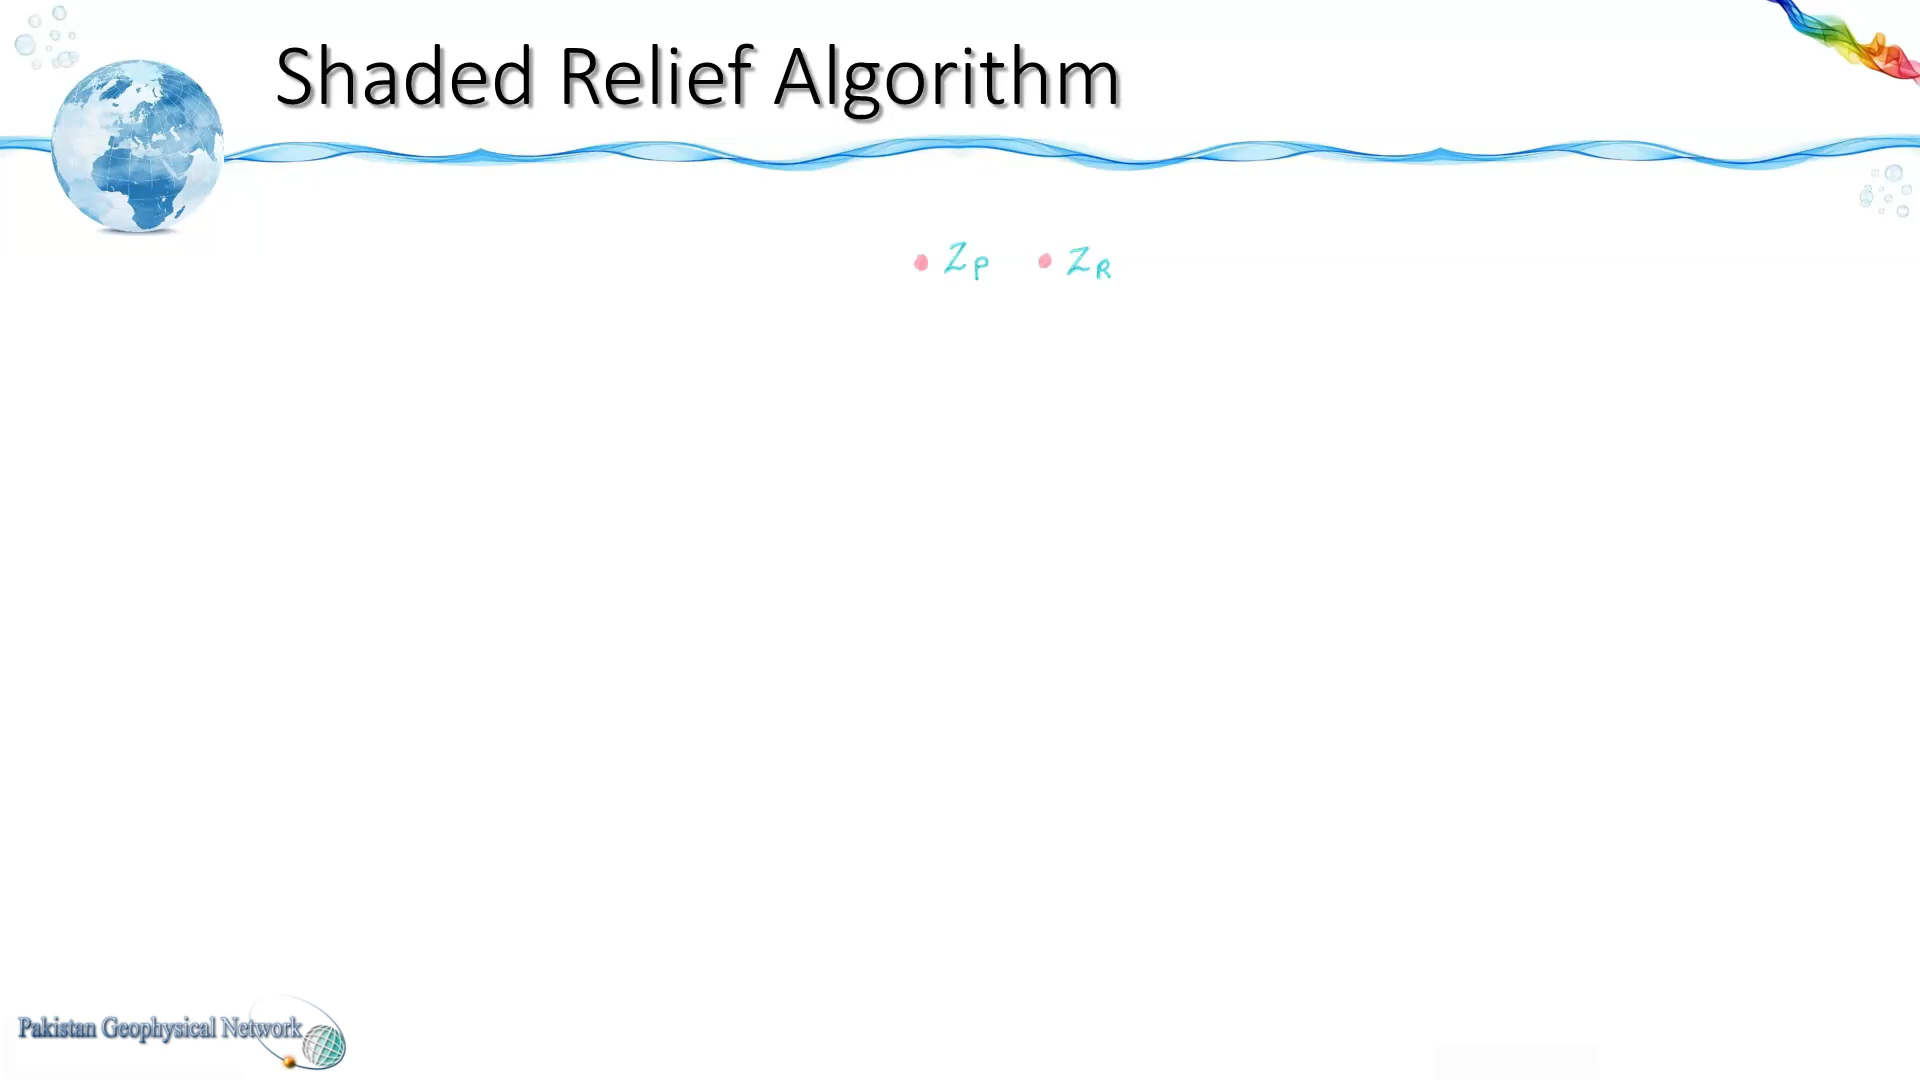 Shaded Relief Algorithm
• Z_P • Z_R
Pakistan Geophysical Network